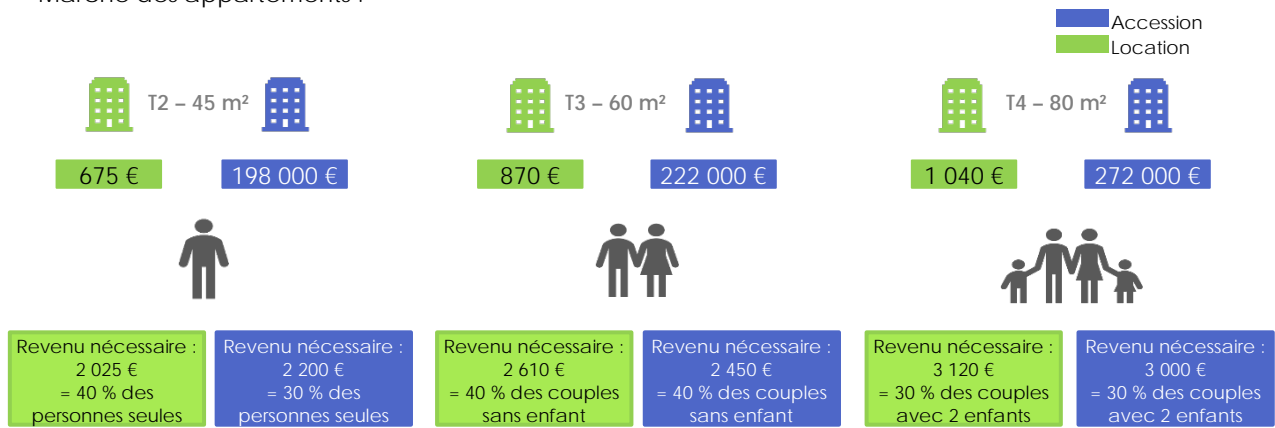 Marché des appartements :
Accession
Location
T2 – 45 m²
T3 – 60 m²
T4 – 80 m²
675 €
198 000 €
870 €
222 000 €
1 040 €
272 000 €
Revenu nécessaire :
2 025 €
= 40 % des
personnes seules
Revenu nécessaire :
2 200 €
= 30 % des
personnes seules
Revenu nécessaire :
2 610 €
= 40 % des couples
sans enfant
Revenu nécessaire :
2 450 €
= 40 % des couples
sans enfant
Revenu nécessaire :
3 120 €
= 30 % des couples
avec 2 enfants
Revenu nécessaire :
3 000 €
= 30 % des couples
avec 2 enfants